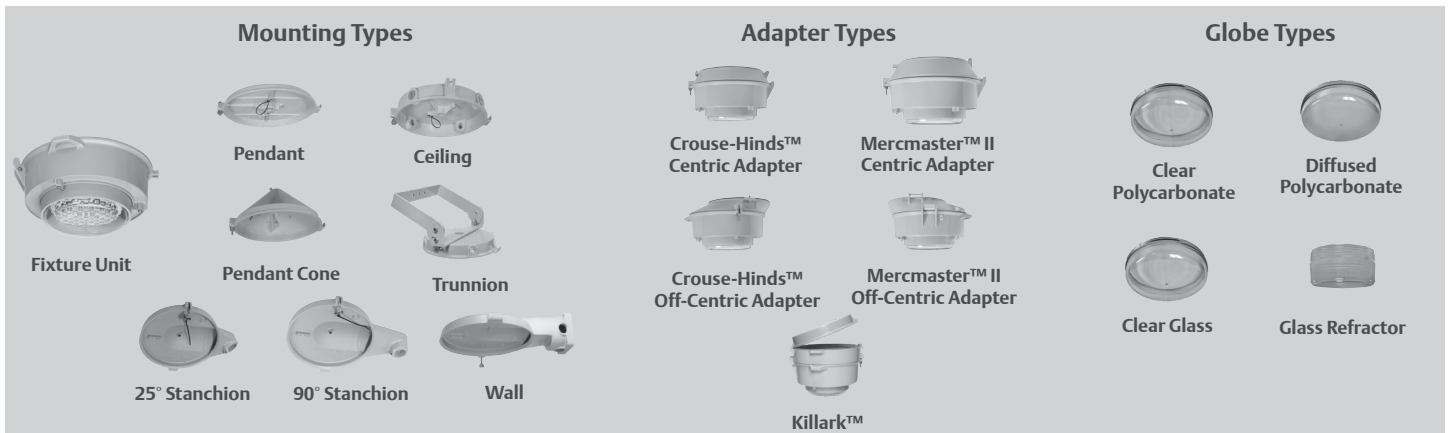 Mounting Types
Fixture Unit
Pendant
Ceiling
Pendant Cone
Trunnion
25° Stanchion
90° Stanchion
Wall
Adapter Types
Crouse-Hinds™
Centric Adapter
Mercmaster™ II
Centric Adapter
Crouse-Hinds™
Off-Centric Adapter
Mercmaster™ II
Off-Centric Adapter
Killark™
Globe Types
Clear
Polycarbonate
Diffused
Polycarbonate
Clear Glass
Glass Refractor